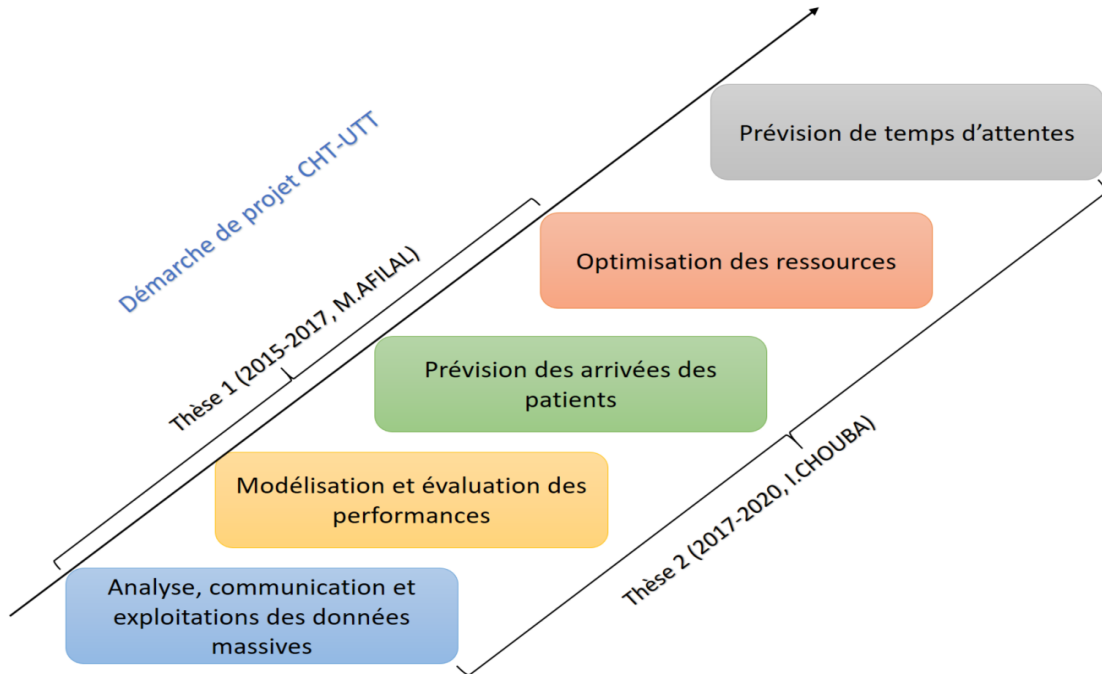 Démarche de projet CHT-UTT
Prévision de temps d'attentes
Thèse 1 (2015-2017, M.AFILAL)
Optimisation des ressources
Prévision des arrivées des
patients
Thèse 2 (2017-2020, I.CHOUBA)
Modélisation et évaluation des
performances
Analyse, communication et
exploitations des données
massives